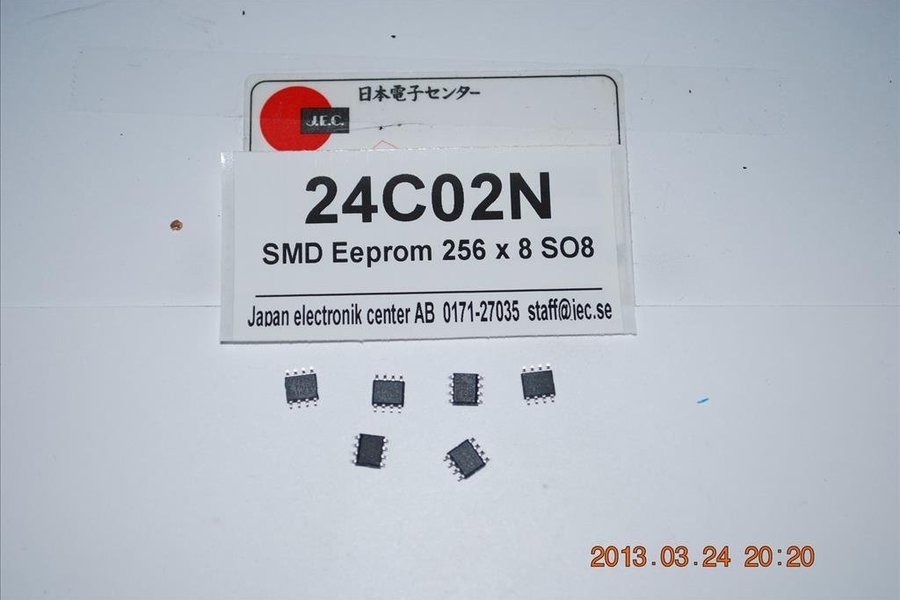 日本電子センター
J.E.C.
24C02N
SMD Eeprom 256 x 8 SO8
Japan electronik center AB 0171-27035 staff@jec.se
2013.03.24 20:20